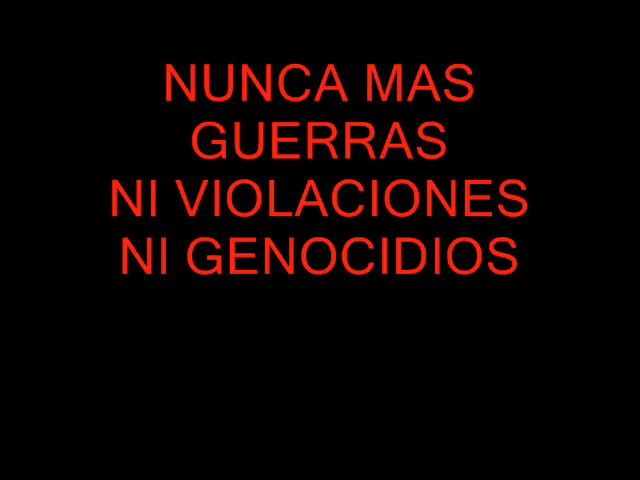 NUNCA MAS
GUERRAS
NI VIOLACIONES
NI GENOCIDIOS